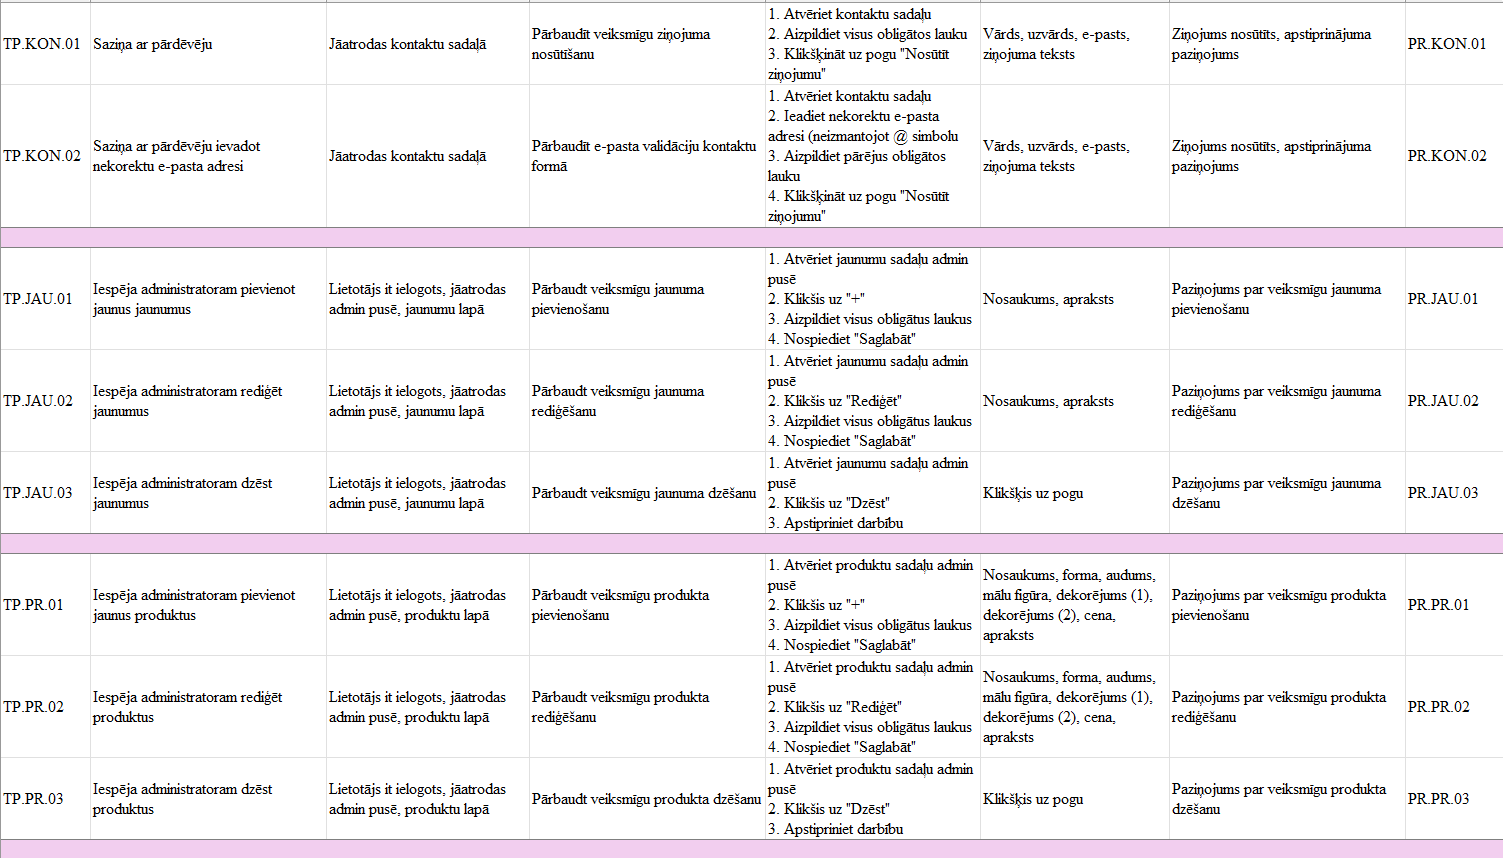 TP.KON.01
Saziņa ar pārdēvēju
Jāatrodas kontaktu sadaļā
Pārbaudīt veiksmīgu ziņojuma
nosūtīšanu
1. Atvēriet kontaktu sadaļu
2. Aizpildiet visus obligātos lauku
3. Klikšķināt uz pogu "Nosūtīt
ziņojumu"
Vārds, uzvārds, e-pasts,
ziņojuma teksts
Ziņojums nosūtīts, apstiprinājuma
paziņojums
PR.KON.01
TP.KON.02
Saziņa ar pārdēvēju ievadot
nekorektu e-pasta adresi
Jāatrodas kontaktu sadaļā
Pārbaudīt e-pasta validāciju kontaktu
formā
1. Atvēriet kontaktu sadaļu
2. Ieadiet nekorektu e-pasta
adresi (neizmantojot @ simbolu
3. Aizpildiet pārējus obligātos
lauku
4. Klikšķināt uz pogu "Nosūtīt
ziņojumu"
Vārds, uzvārds, e-pasts,
ziņojuma teksts
Ziņojums nosūtīts, apstiprinājuma
paziņojums
PR.KON.02
TP.JAU.01
Iespēja administratoram pievienot
jaunus jaunumus
Lietotājs it ielogots, jāatrodas
admin pusē, jaunumu lapā
Pārbaudt veiksmīgu jaunuma
pievienošanu
1. Atvēriet jaunumu sadaļu admin
pusē
2. Klikšis uz "+"
3. Aizpildiet visus obligātus laukus
4. Nospiediet "Saglabāt"
Nosaukums, apraksts
Paziņojums par veiksmīgu jaunuma
pievienošanu
PR.JAU.01
TP.JAU.02
Iespēja administratoram rediģēt
jaunumus
Lietotājs it ielogots, jāatrodas
admin pusē, jaunumu lapā
Pārbaudt veiksmīgu jaunuma
rediģēšanu
1. Atvēriet jaunumu sadaļu admin
pusē
2. Klikšis uz "Rediģēt"
3. Aizpildiet visus obligātus laukus
4. Nospiediet "Saglabāt"
Nosaukums, apraksts
Paziņojums par veiksmīgu jaunuma
rediģēšanu
PR.JAU.02
TP.JAU.03
Iespēja administratoram dzēst
jaunumus
Lietotājs it ielogots, jāatrodas
admin pusē, jaunumu lapā
Pārbaudt veiksmīgu jaunuma dzēšanu
1. Atvēriet jaunumu sadaļu admin
pusē
2. Klikšis uz "Dzēst"
3. Apstipriniet darbību
Klikšķis uz pogu
Paziņojums par veiksmīgu jaunuma
dzēšanu
PR.JAU.03
TP.PR.01
Iespēja administratoram pievienot
jaunus produktus
Lietotājs it ielogots, jāatrodas
admin pusē, produktu lapā
Pārbaudt veiksmīgu produkta
pievienošanu
1. Atvēriet produktu sadaļu admin
pusē
2. Klikšis uz "+"
3. Aizpildiet visus obligātus laukus
4. Nospiediet "Saglabāt"
Nosaukums, forma, audums,
mālu figūra, dekorējums (1),
dekorējums (2), cena,
apraksts
Paziņojums par veiksmīgu produkta
pievienošanu
PR.PR.01
TP.PR.02
Iespēja administratoram rediģēt
produktus
Lietotājs it ielogots, jāatrodas
admin pusē, produktu lapā
Pārbaudt veiksmīgu produkta
rediģēšanu
1. Atvēriet produktu sadaļu admin
pusē
2. Klikšis uz "Rediģēt"
3. Aizpildiet visus obligātus laukus
4. Nospiediet "Saglabāt"
Nosaukums, forma, audums,
mālu figūra, dekorējums (1),
dekorējums (2), cena,
apraksts
Paziņojums par veiksmīgu produkta
rediģēšanu
PR.PR.02
TP.PR.03
Iespēja administratoram dzēst
produktus
Lietotājs it ielogots, jāatrodas
admin pusē, produktu lapā
Pārbaudt veiksmīgu produkta dzēšanu
1. Atvēriet produktu sadaļu admin
pusē
2. Klikšis uz "Dzēst"
3. Apstipriniet darbību
Klikšķis uz pogu
Paziņojums par veiksmīgu produkta
dzēšanu
PR.PR.03